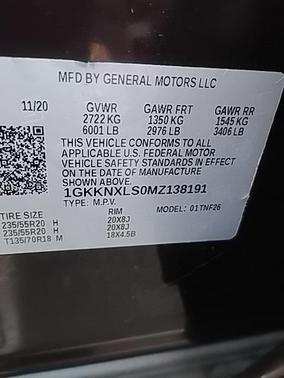 MFD BY GENERAL MOTORS LLC
11/20 GVWR GAWR FRT GAWR RR
2722 KG 1350 KG 1545 KG
6001 LB 2976 LB 3406 LB
THIS VEHICLE CONFORMS TO ALL
APPLICABLE U.S. FEDERAL MOTOR
VEHICLE SAFETY STANDARDS IN EFFECT
ON THE DATE OF MANUFACTURE
SHOWN ABOVE.
1GKKNXLS0MZ138191
TYPE: M.P.V. MODEL: 01TNF26
TIRE SIZE RIM
235/55R20 H 20X8J
235/55R20 H 20X8J
T135/70R18 M 18X4.5B